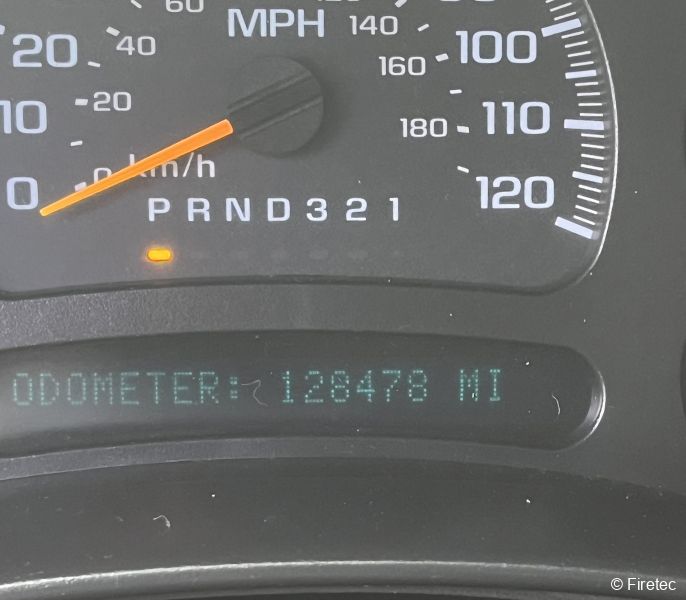 60
MPH 140
20 40 160 100
10 20 180 110
0 0 km/h 120
P R N D 3 2 1
ODOMETER: 128478 MI
© Firetec